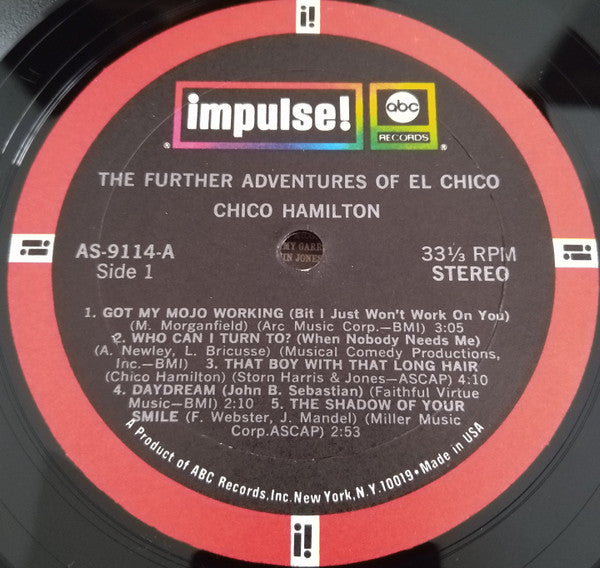 i!
impulse!
abc
RECORDS
®
®
THE FURTHER ADVENTURES OF EL CHICO
CHICO HAMILTON
AS-9114-A
Side 1
MY GARR
IN JONES
33⅓ RPM
STEREO
i!
i!
1. GOT MY MOJO WORKING (Bit I Just Won't Work On You)
(M. Morganfield) (Arc Music Corp.—BMI) 3:05
2. WHO CAN I TURN TO? (When Nobody Needs Me)
(A. Newley, L. Bricusse) (Musical Comedy Productions,
Inc.—BMI) 3. THAT BOY WITH THAT LONG HAIR
(Chico Hamilton) (Storn Harris & Jones—ASCAP) 4:10
4. DAYDREAM (John B. Sebastian) (Faithful Virtue
Music—BMI) 2:10 5. THE SHADOW OF YOUR
SMILE (F. Webster, J. Mandel) (Miller Music
Corp.ASCAP) 2:53
A Product of ABC Records, Inc. New York, N.Y. 10019 • Made in USA
i!